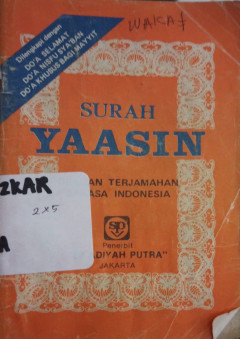 Dilengkapi dengan
DO'A SELAMAT
DO'A NISFU SYA'BAN
DO'A KHUSUS BAGI MAYYIT
WAKAf
SURAH
YAASIN
AN TERJAMAHAN
ASA INDONESIA
ZKAR
2x5
A
SP
Penerbit
ADIYAH PUTRA"
JAKARTA